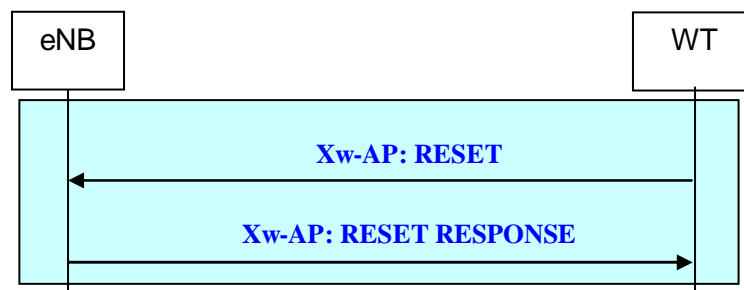 eNB
WT
Xw-AP: RESET
Xw-AP: RESET RESPONSE